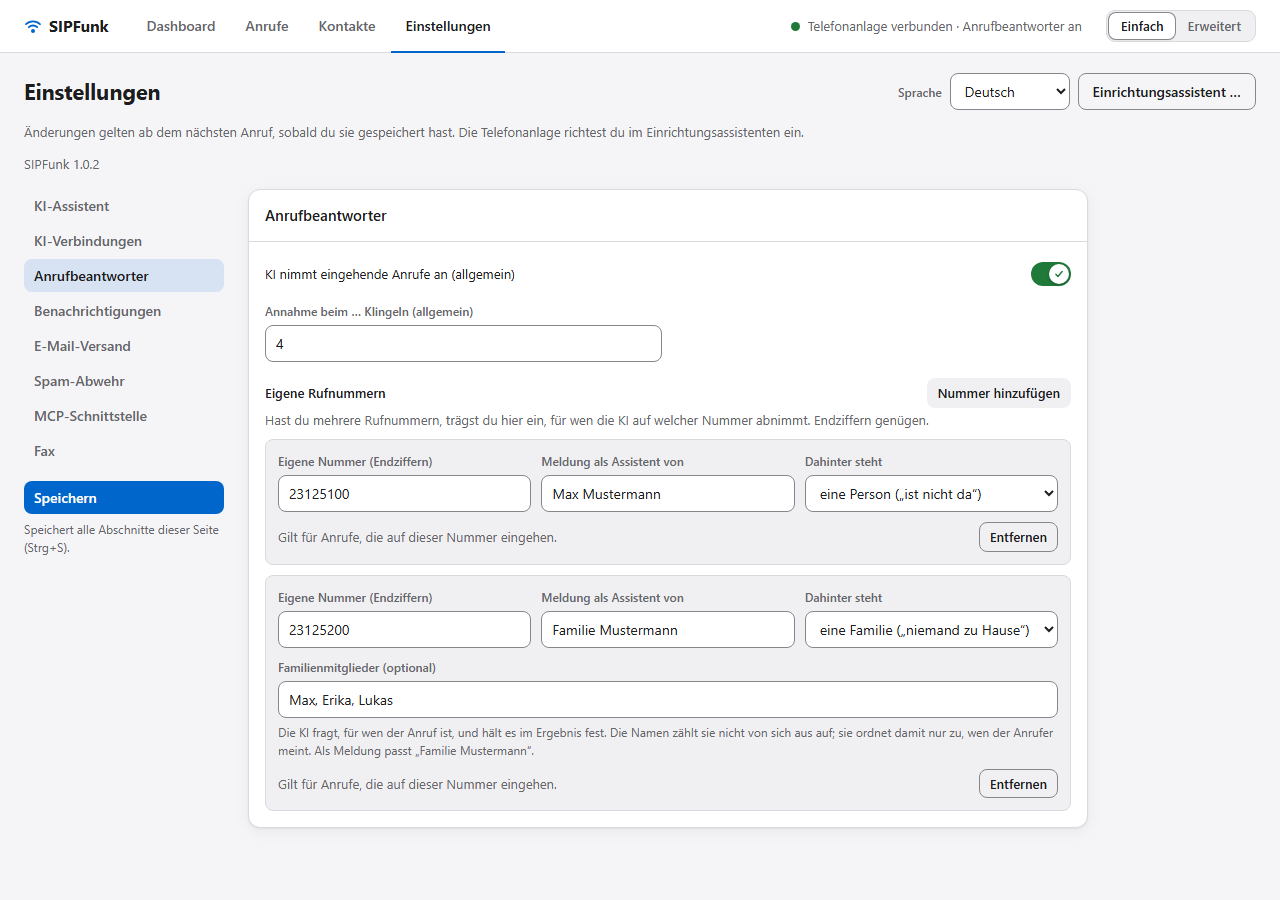 SIPFunk Dashboard Anrufe Kontakte Einstellungen Telefonanlage verbunden · Anrufbeantworter an Einfach Erweitert
Einstellungen Sprache Deutsch Einrichtungsassistent ...
Änderungen gelten ab dem nächsten Anruf, sobald du sie gespeichert hast. Die Telefonanlage richtest du im Einrichtungsassistenten ein.
SIPFunk 1.0.2
KI-Assistent
KI-Verbindungen
Anrufbeantworter
Benachrichtigungen
E-Mail-Versand
Spam-Abwehr
MCP-Schnittstelle
Fax
Speichern
Speichert alle Abschnitte dieser Seite
(Strg+S).
Anrufbeantworter
KI nimmt eingehende Anrufe an (allgemein)
Annahme beim ... Klingeln (allgemein)
4
Eigene Rufnummern Nummer hinzufügen
Hast du mehrere Rufnummern, trägst du hier ein, für wen die KI auf welcher Nummer abnimmt. Endziffern genügen.
Eigene Nummer (Endziffern) Meldung als Assistent von Dahinter steht
23125100 Max Mustermann eine Person („ist nicht da“)
Gilt für Anrufe, die auf dieser Nummer eingehen. Entfernen
Eigene Nummer (Endziffern) Meldung als Assistent von Dahinter steht
23125200 Familie Mustermann eine Familie („niemand zu Hause“)
Familienmitglieder (optional)
Max, Erika, Lukas
Die KI fragt, für wen der Anruf ist, und hält es im Ergebnis fest. Die Namen zählt sie nicht von sich aus auf; sie ordnet damit nur zu, wen der Anrufer
meint. Als Meldung passt „Familie Mustermann“.
Gilt für Anrufe, die auf dieser Nummer eingehen. Entfernen